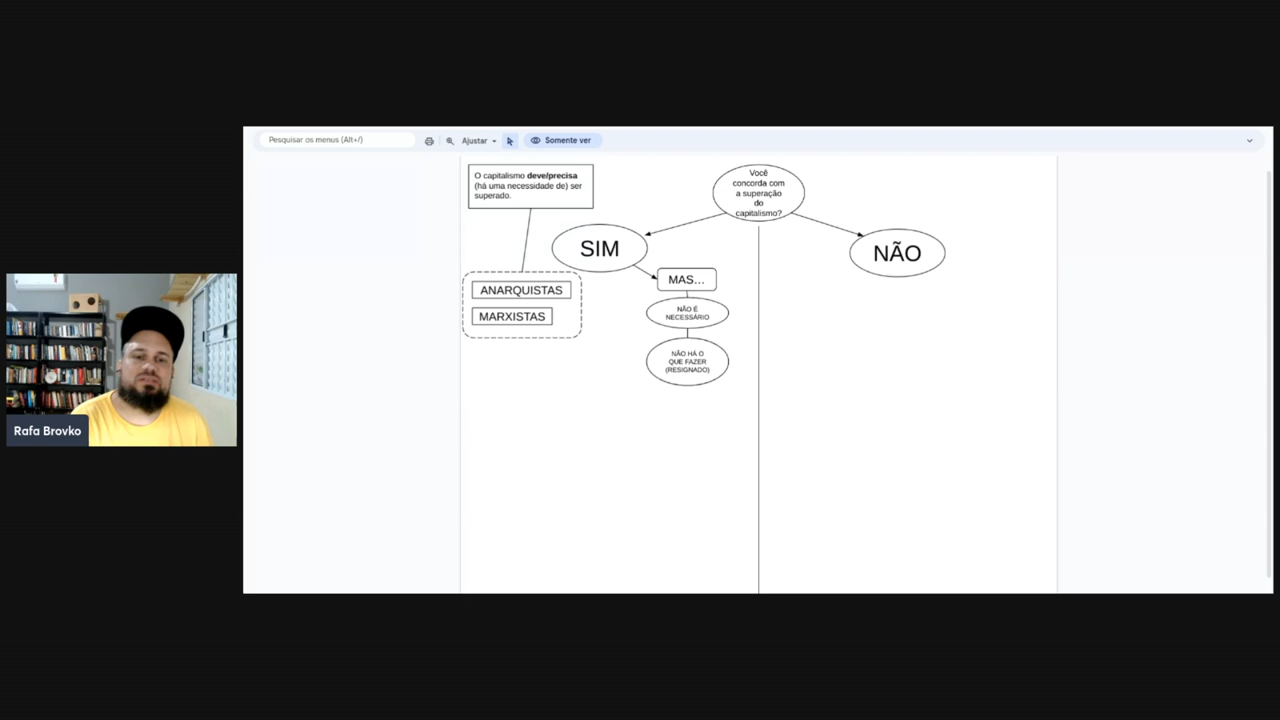 Pesquisar os menus (Alt+/)
Ajustar
Somente ver
O capitalismo deve/precisa
(há uma necessidade de) ser
superado.
Você
concorda com
a superação
do
capitalismo?
SIM
NÃO
MAS...
ANARQUISTAS
MARXISTAS
NÃO É
NECESSÁRIO
NÃO HÁ O
QUE FAZER
(RESIGNADO)
Rafa Brovko